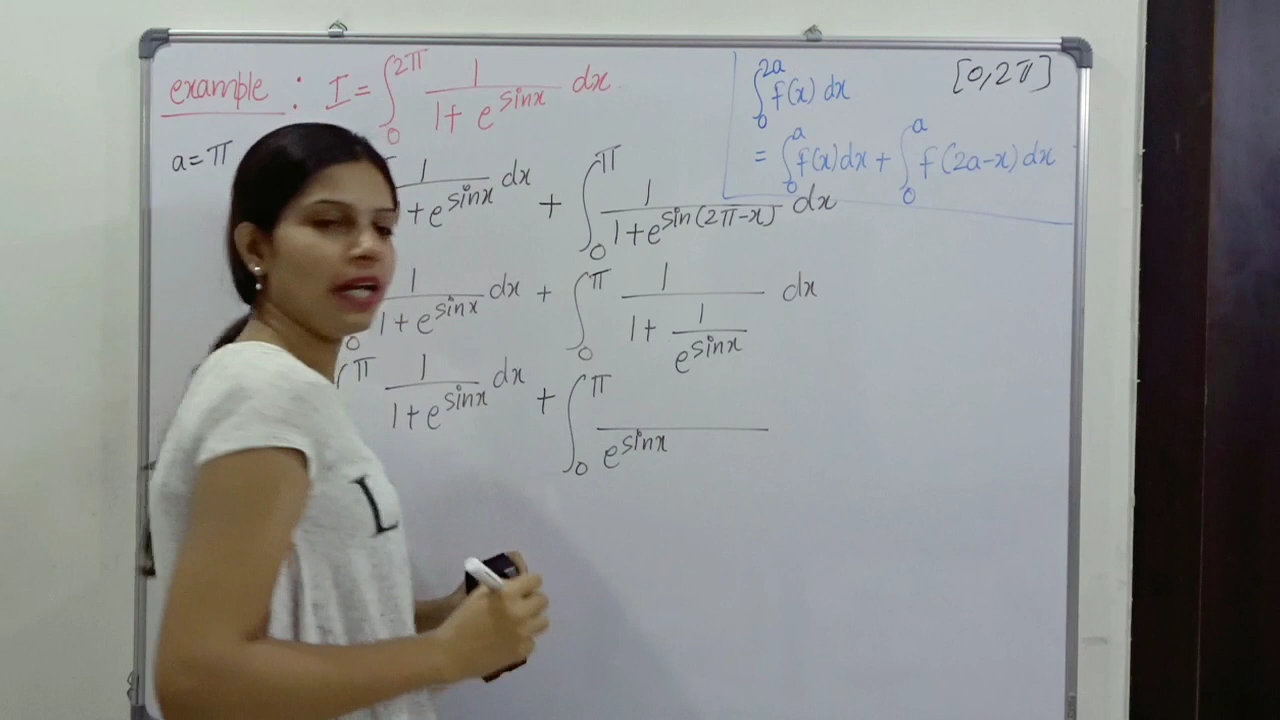 example : I = ∫₀^2π 1/(1+ e^sinx) dx
∫₀^2a f(x) dx
[0,2π]
= ∫₀^a f(x)dx + ∫₀^a f(2a-x)dx
a=π
1/(+e^sinx) dx + ∫₀^π 1/(1+e^sin(2π-x)) dx
₀ 1/(1+e^sinx) dx + ∫₀^π 1/(1+ 1/e^sinx) dx
∫^π 1/(1+e^sinx) dx + ∫₀^π /(e^sinx)
L